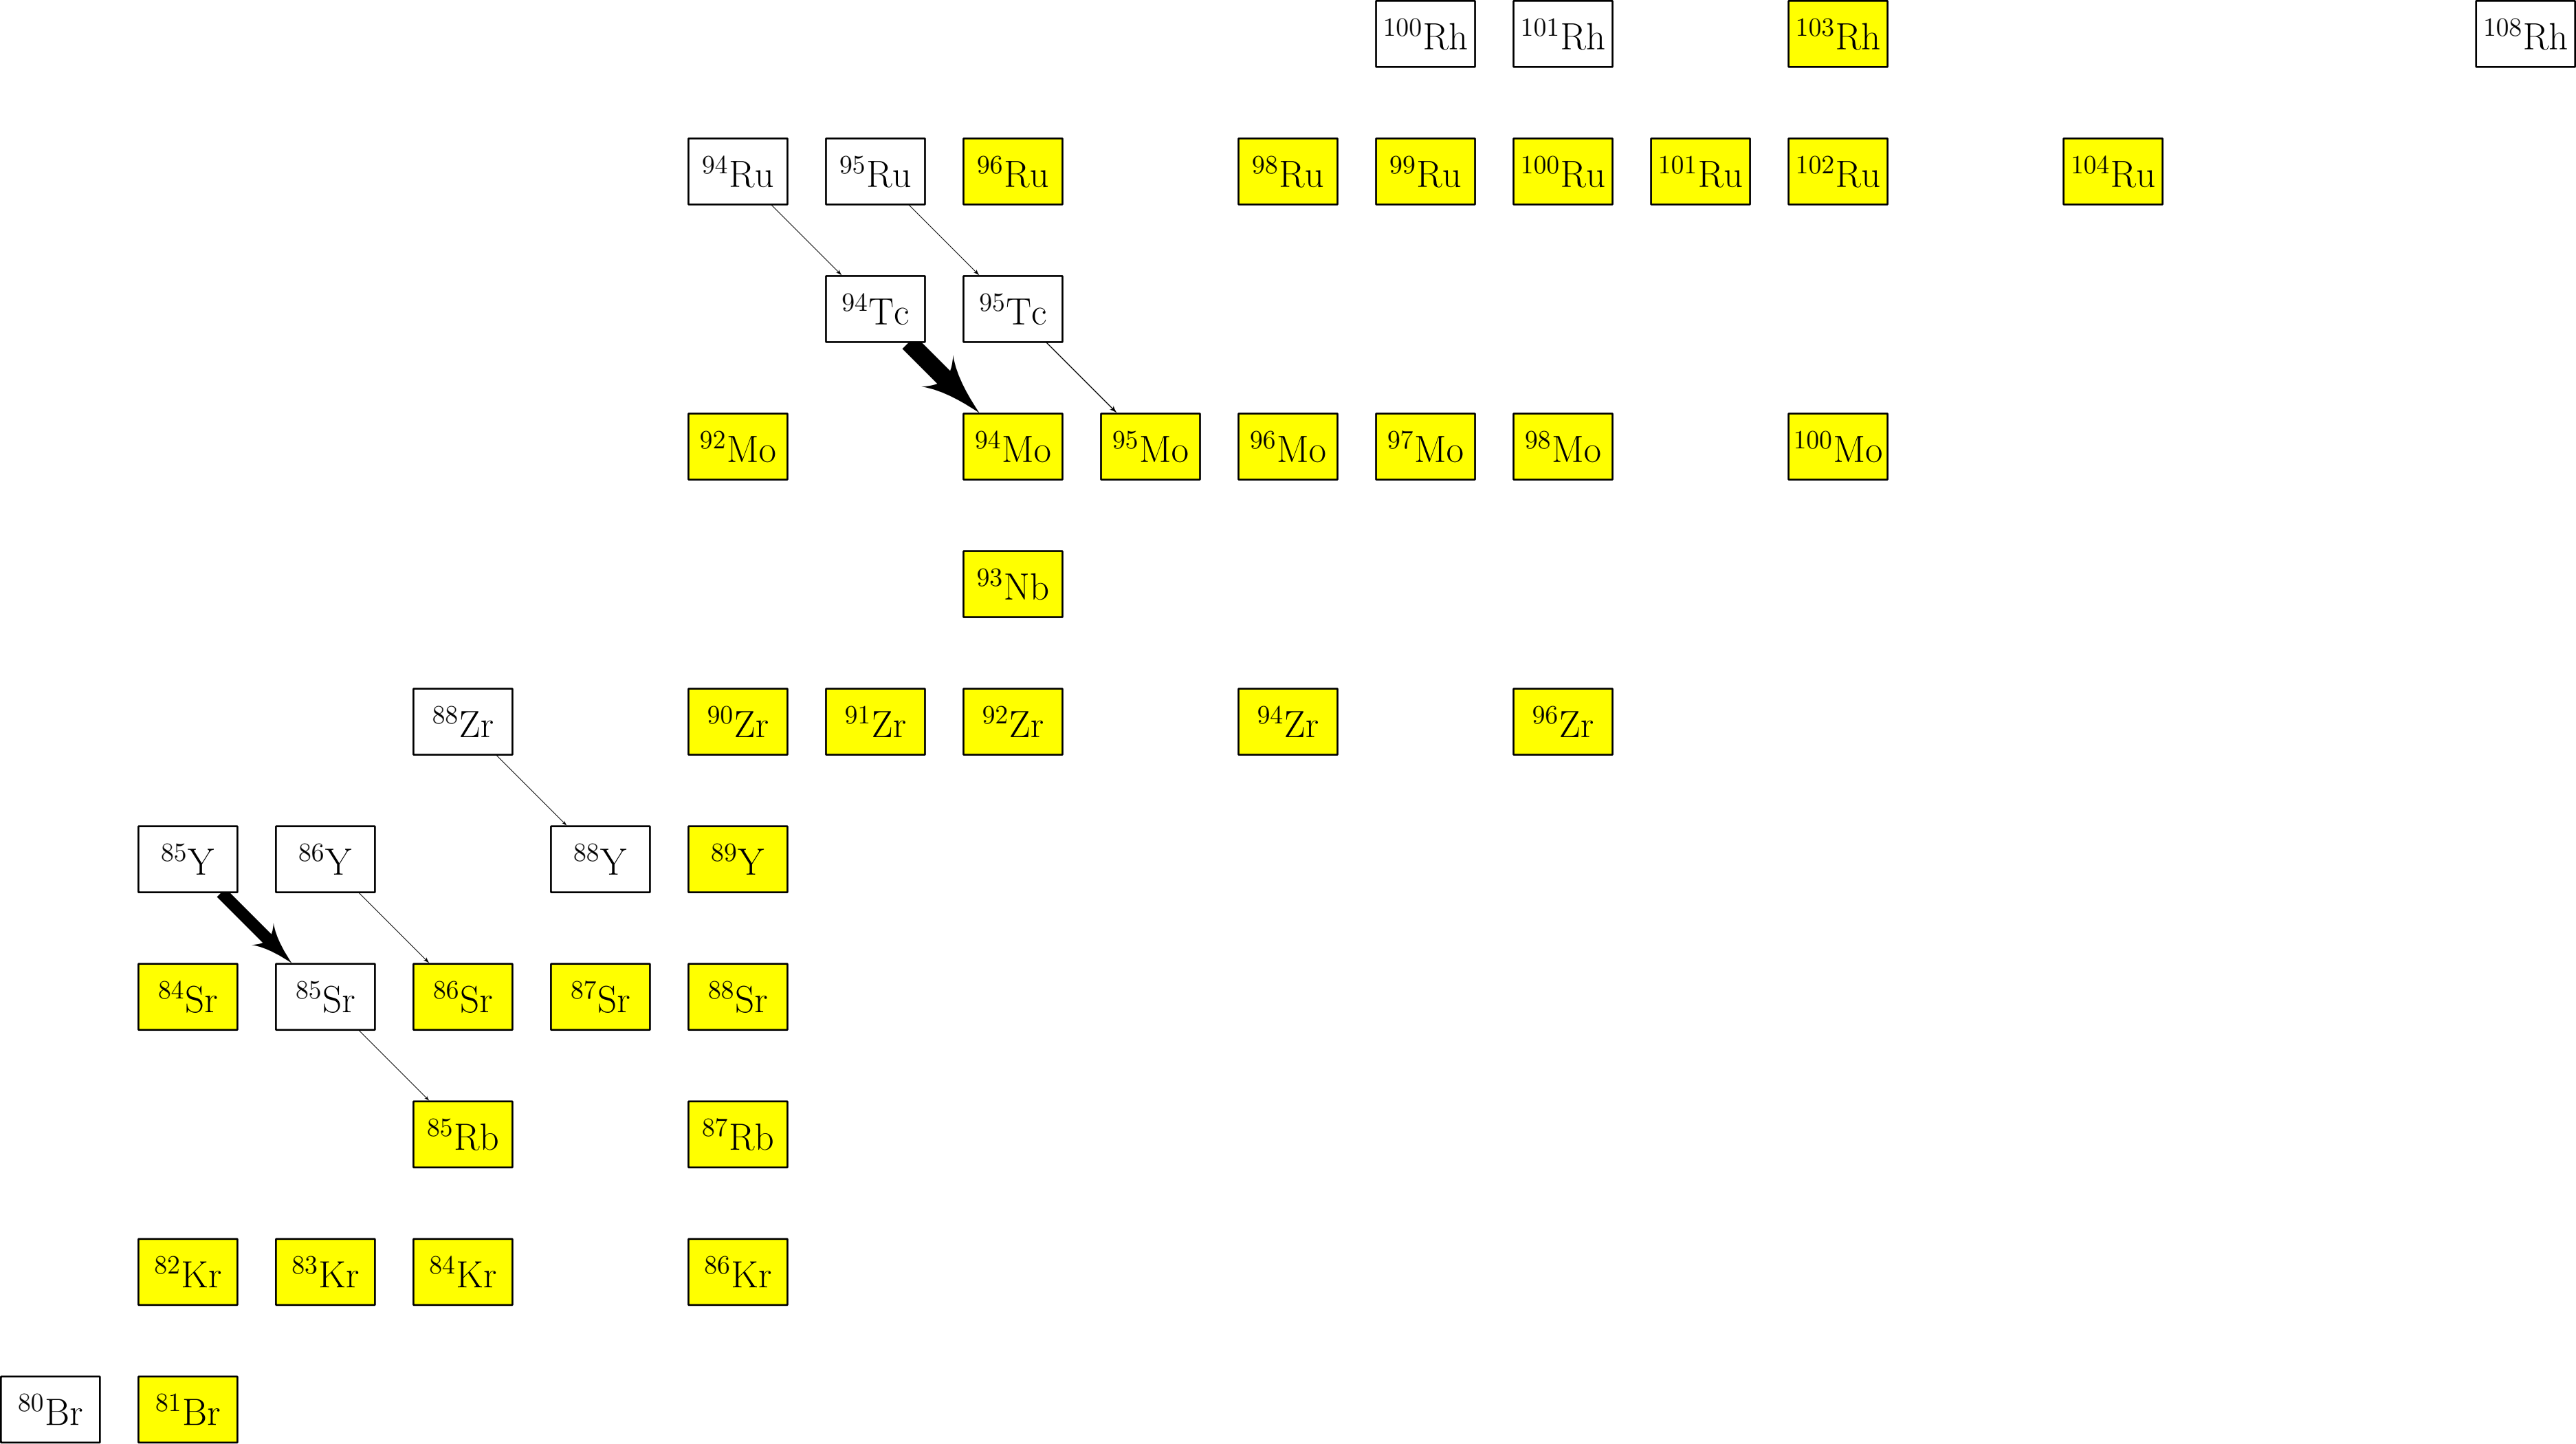 ¹⁰⁰Rh ¹⁰¹Rh ¹⁰³Rh ¹⁰⁸Rh
⁹⁴Ru ⁹⁵Ru ⁹⁶Ru ⁹⁸Ru ⁹⁹Ru ¹⁰⁰Ru ¹⁰¹Ru ¹⁰²Ru ¹⁰⁴Ru
⁹⁴Tc ⁹⁵Tc
⁹²Mo ⁹⁴Mo ⁹⁵Mo ⁹⁶Mo ⁹⁷Mo ⁹⁸Mo ¹⁰⁰Mo
⁹³Nb
⁸⁸Zr ⁹⁰Zr ⁹¹Zr ⁹²Zr ⁹⁴Zr ⁹⁶Zr
⁸⁵Y ⁸⁶Y ⁸⁸Y ⁸⁹Y
⁸⁴Sr ⁸⁵Sr ⁸⁶Sr ⁸⁷Sr ⁸⁸Sr
⁸⁵Rb ⁸⁷Rb
⁸²Kr ⁸³Kr ⁸⁴Kr ⁸⁶Kr
⁸⁰Br ⁸¹Br